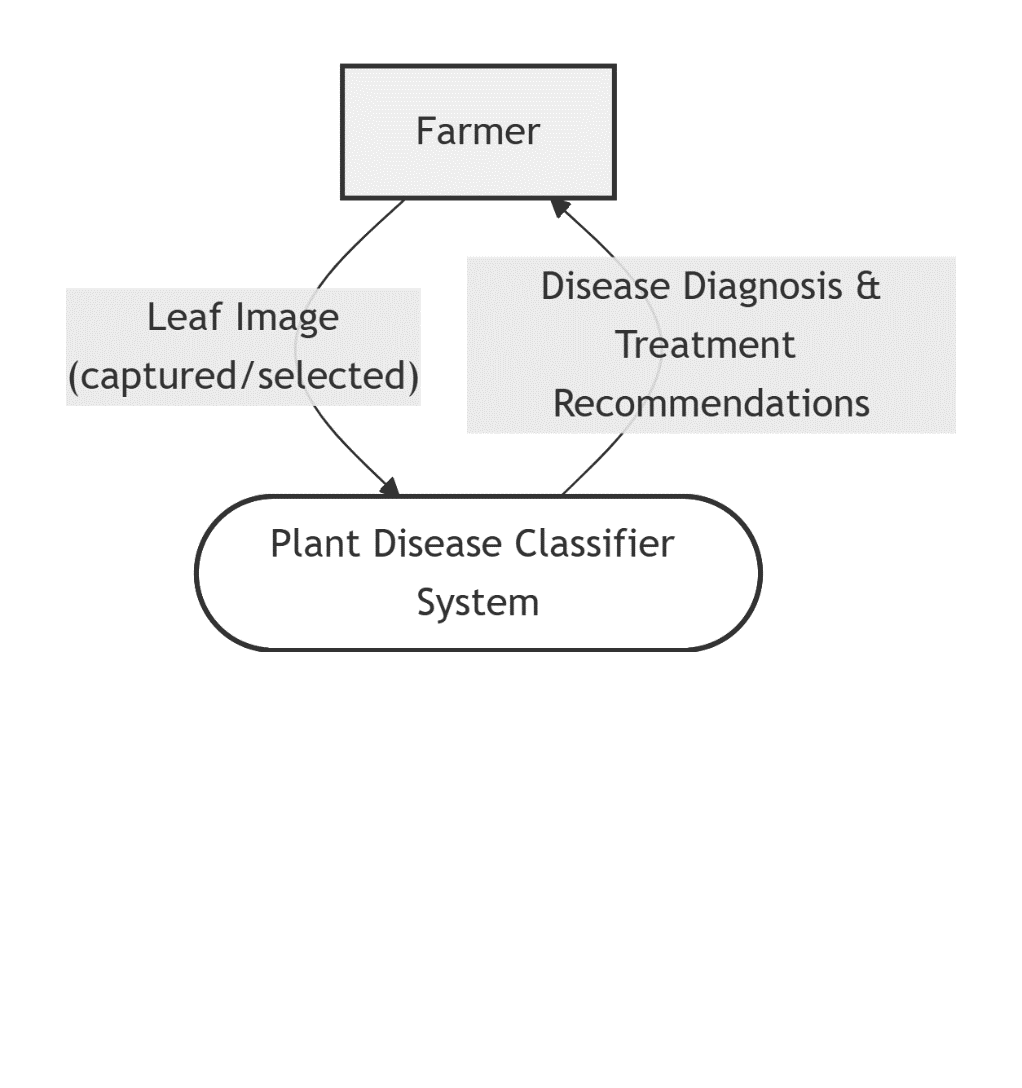 Farmer
Leaf Image
(captured/selected)
Disease Diagnosis &
Treatment
Recommendations
Plant Disease Classifier
System